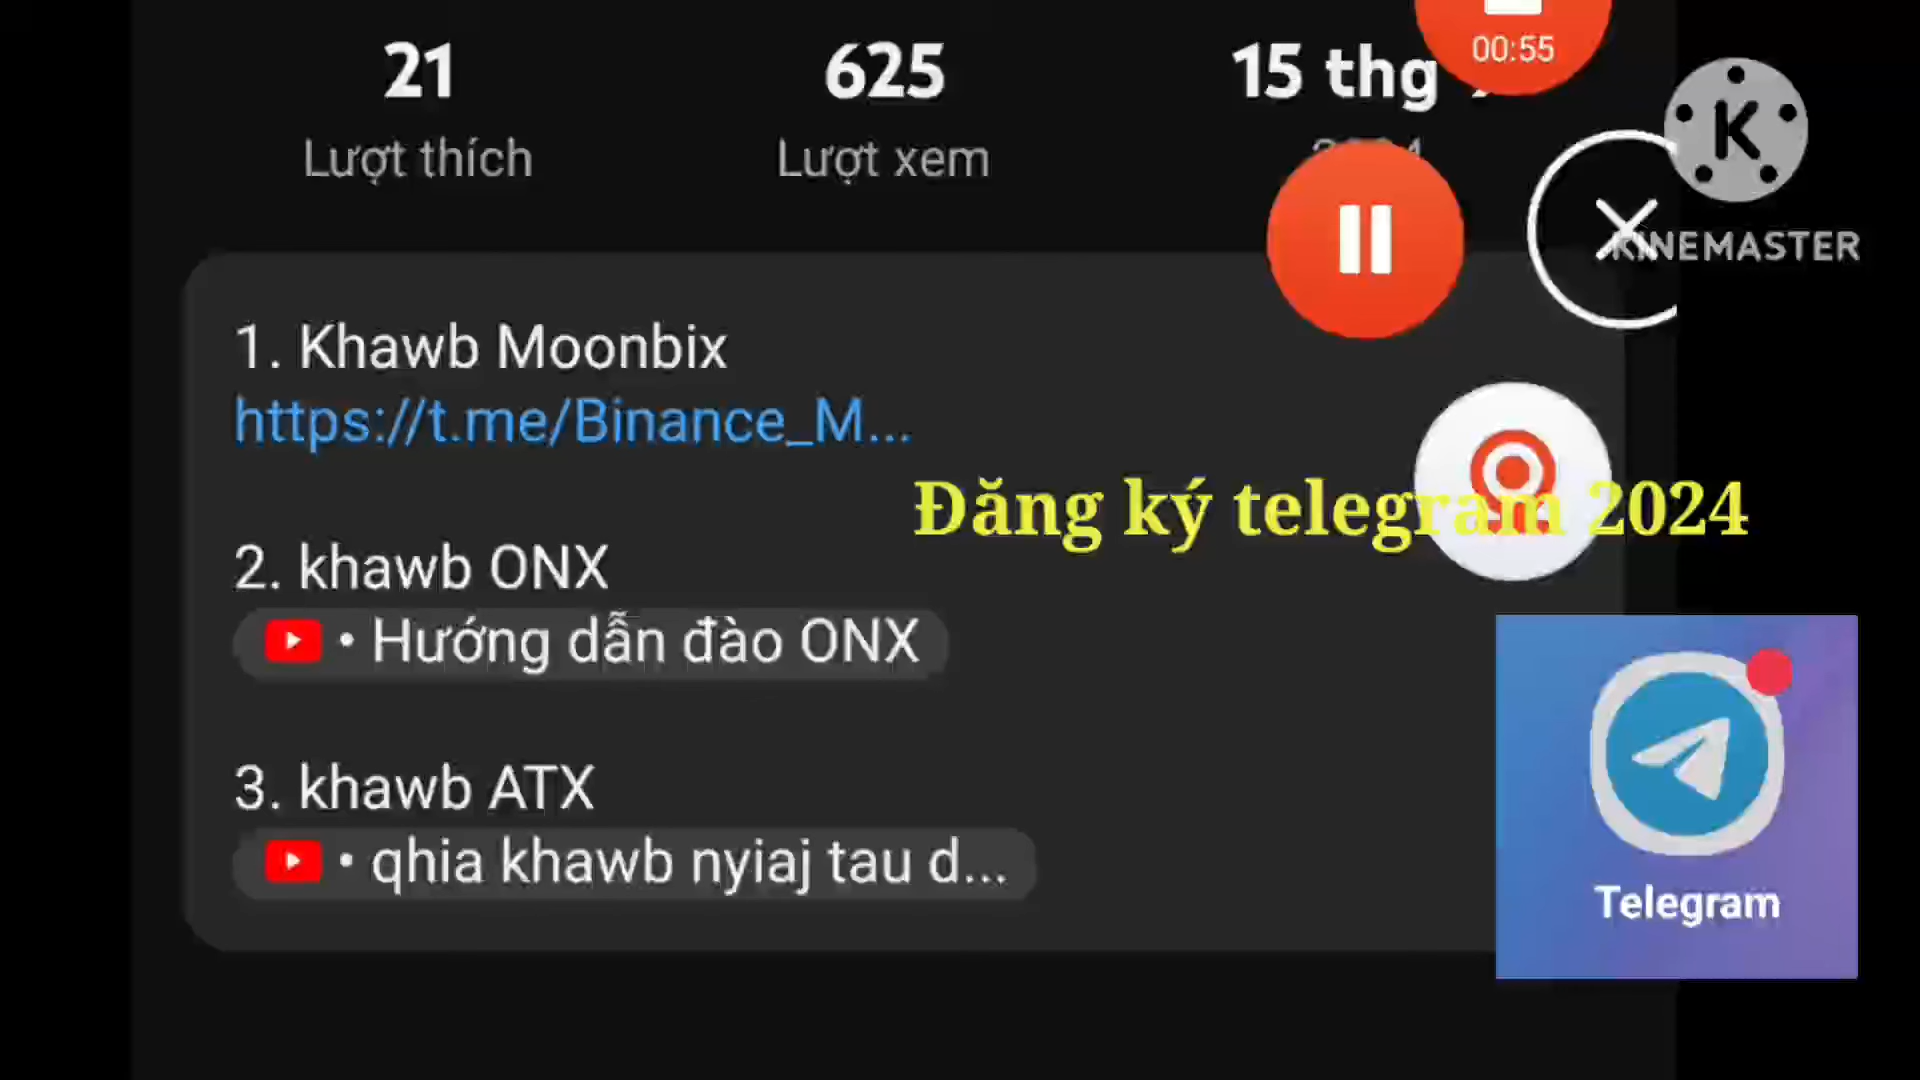 21
625
15 thg
00:55
Lượt thích
Lượt xem
K
KINEMASTER
1. Khawb Moonbix
https://t.me/Binance_M...
Đăng ký telegram 2024
2. khawb ONX
• Hướng dẫn đào ONX
3. khawb ATX
• qhia khawb nyiaj tau d...
Telegram